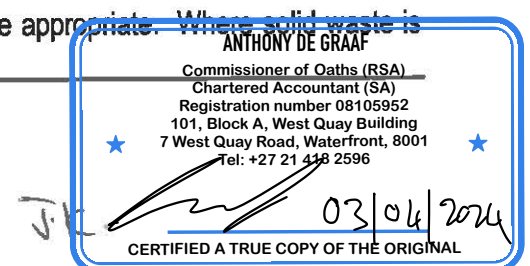 e appropriate. Where solid waste is
ANTHONY DE GRAAF
Commissioner of Oaths (RSA)
Chartered Accountant (SA)
Registration number 08105952
101, Block A, West Quay Building
7 West Quay Road, Waterfront, 8001
Tel: +27 21 418 2596
J.K
03/04/2024
CERTIFIED A TRUE COPY OF THE ORIGINAL